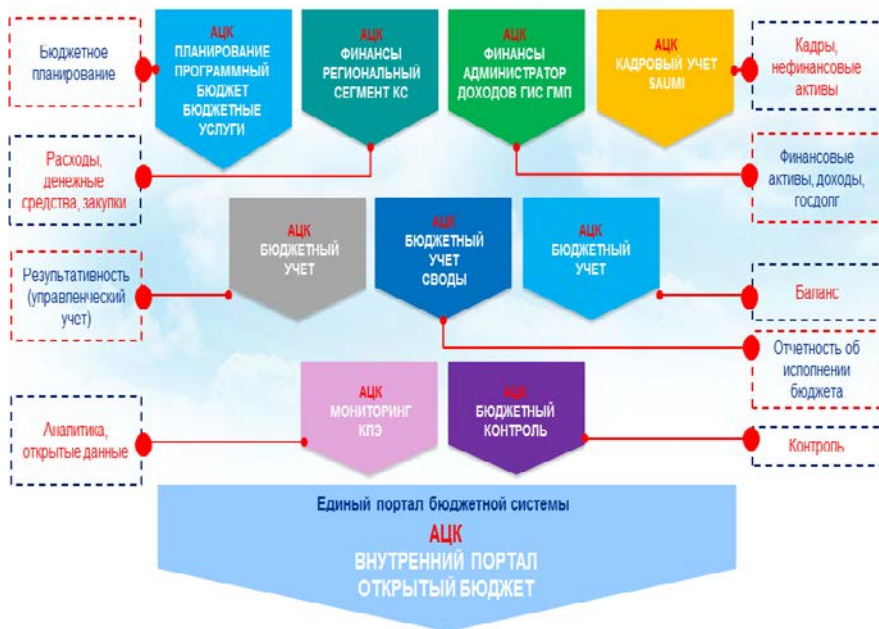 Бюджетное
планирование
АЦК
ПЛАНИРОВАНИЕ
ПРОГРАММНЫЙ
БЮДЖЕТ
БЮДЖЕТНЫЕ
УСЛУГИ
АЦК
ФИНАНСЫ
РЕГИОНАЛЬНЫЙ
СЕГМЕНТ КС
АЦК
ФИНАНСЫ
АДМИНИСТРАТОР
ДОХОДОВ ГИС ГМП
АЦК
КАДРОВЫЙ УЧЕТ
SAUMI
Кадры,
нефинансовые
активы
Расходы,
денежные
средства, закупки
Финансовые
активы, доходы,
госдолг
АЦК
БЮДЖЕТНЫЙ
УЧЕТ
АЦК
БЮДЖЕТНЫЙ
УЧЕТ
СВОДЫ
АЦК
БЮДЖЕТНЫЙ
УЧЕТ
Результативность
(управленческий
учет)
Баланс
Отчетность об
исполнении
бюджета
АЦК
МОНИТОРИНГ
КПЭ
АЦК
БЮДЖЕТНЫЙ
КОНТРОЛЬ
Аналитика,
открытые данные
Контроль
Единый портал бюджетной системы
АЦК
ВНУТРЕННИЙ ПОРТАЛ
ОТКРЫТЫЙ БЮДЖЕТ